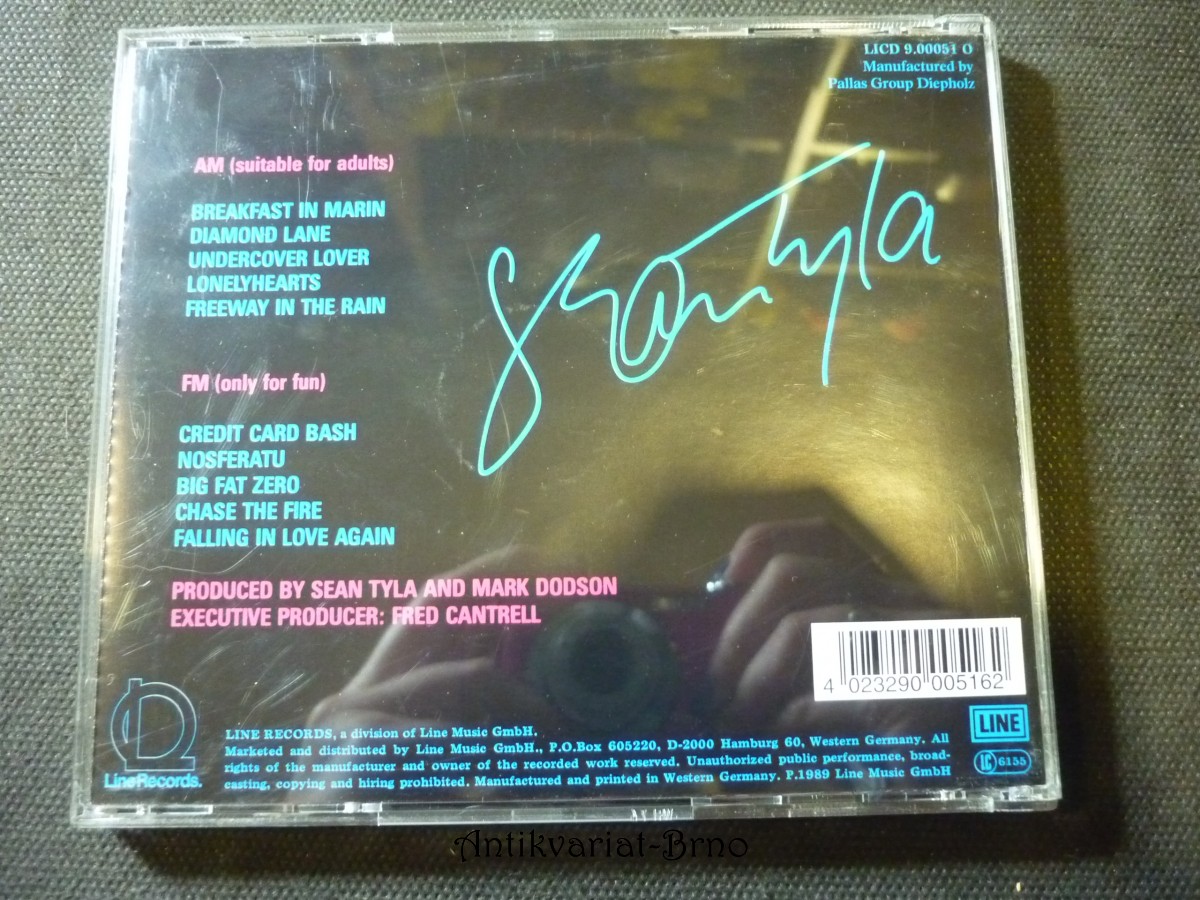 LICD 9.00051 O
Manufactured by
Pallas Group Diepholz
AM (suitable for adults)
BREAKFAST IN MARIN
DIAMOND LANE
UNDERCOVER LOVER
LONELYHEARTS
FREEWAY IN THE RAIN
Sean Tyla
FM (only for fun)
CREDIT CARD BASH
NOSFERATU
BIG FAT ZERO
CHASE THE FIRE
FALLING IN LOVE AGAIN
PRODUCED BY SEAN TYLA AND MARK DODSON
EXECUTIVE PRODUCER: FRED CANTRELL
4 023290 005162
LINE
LC 6155
LineRecords.
LINE RECORDS, a division of Line Music GmbH.
Marketed and distributed by Line Music GmbH., P.O.Box 605220, D-2000 Hamburg 60, Western Germany. All
rights of the manufacturer and owner of the recorded work reserved. Unauthorized public performance, broad-
casting, copying and hiring prohibited. Manufactured and printed in Western Germany. P.1989 Line Music GmbH
Antikvariat-Brno